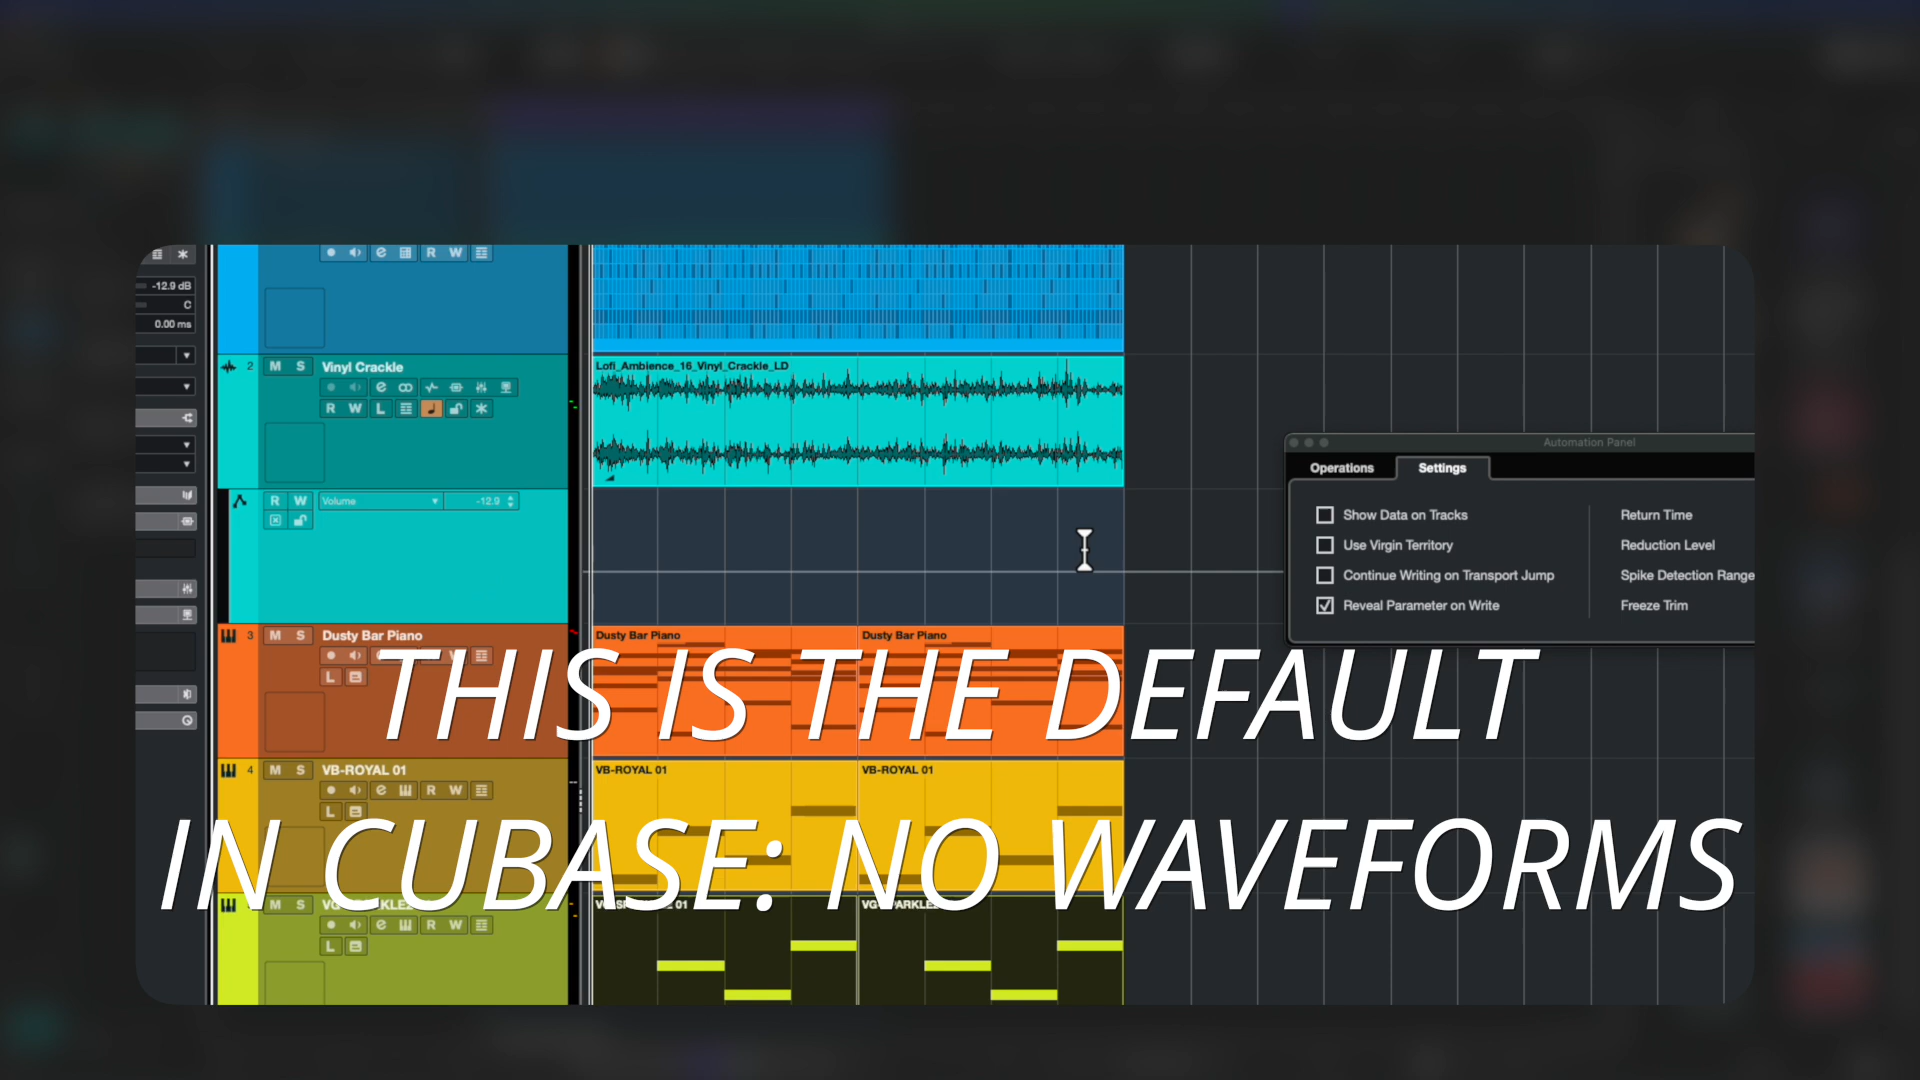 R W
-12.9 dB
C
0.00 ms
2 M S Vinyl Crackle
R W L
Lofi_Ambience_16_Vinyl_Crackle_LD
R W Volume -12.9
Automation Panel
Operations Settings
Show Data on Tracks
Use Virgin Territory
Continue Writing on Transport Jump
Reveal Parameter on Write
Return Time
Reduction Level
Spike Detection Range
Freeze Trim
3 M S Dusty Bar Piano
L
Dusty Bar Piano Dusty Bar Piano
THIS IS THE DEFAULT
4 M S VB-ROYAL 01
R W
L
VB-ROYAL 01 VB-ROYAL 01
IN CUBASE: NO WAVEFORMS
M S
R W
L